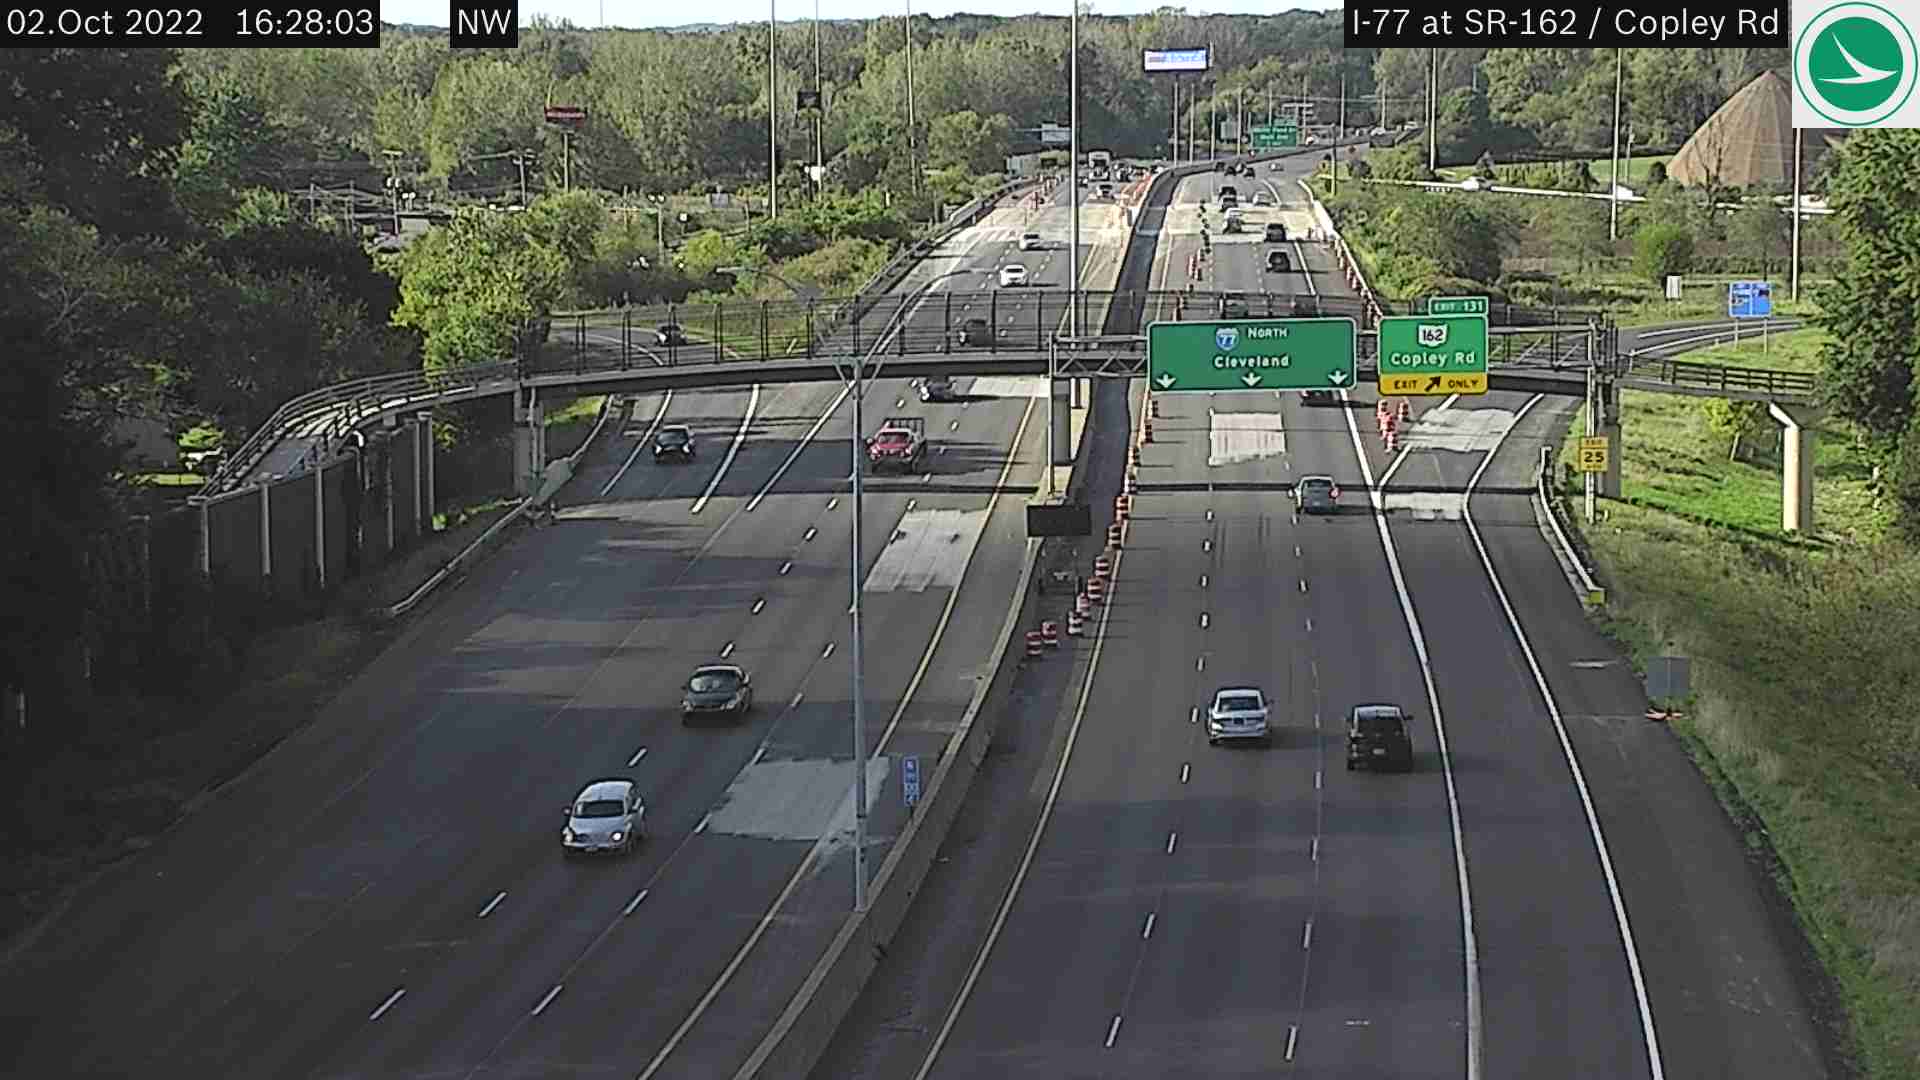 02.Oct 2022 16:28:03
NW
I-77 at SR-162 / Copley Rd
EXIT 131
77 NORTH
Cleveland
162
Copley Rd
EXIT ONLY
EXIT
25